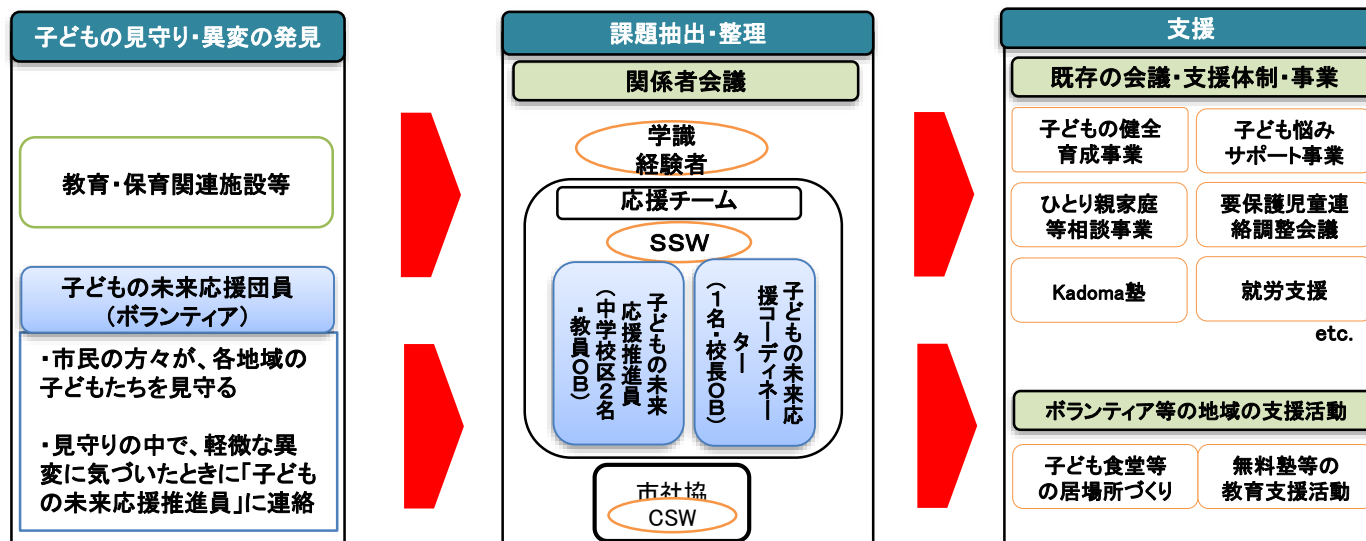 子どもの見守り・異変の発見
教育・保育関連施設等
子どもの未来応援団員
（ボランティア）
・市民の方々が、各地域の
子どもたちを見守る
・見守りの中で、軽微な異
変に気づいたときに「子ども
の未来応援推進員」に連絡
課題抽出・整理
関係者会議
学識
経験者
応援チーム
SSW
子どもの未来
応援推進員
（中学校区２名
・教員OB）
子どもの未来応
援コーディネー
ター
（１名・校長OB）
市社協
CSW
支援
既存の会議・支援体制・事業
子どもの健全
育成事業
子ども悩み
サポート事業
ひとり親家庭
等相談事業
要保護児童連
絡調整会議
Kadoma塾
就労支援
etc.
ボランティア等の地域の支援活動
子ども食堂等
の居場所づくり
無料塾等の
教育支援活動